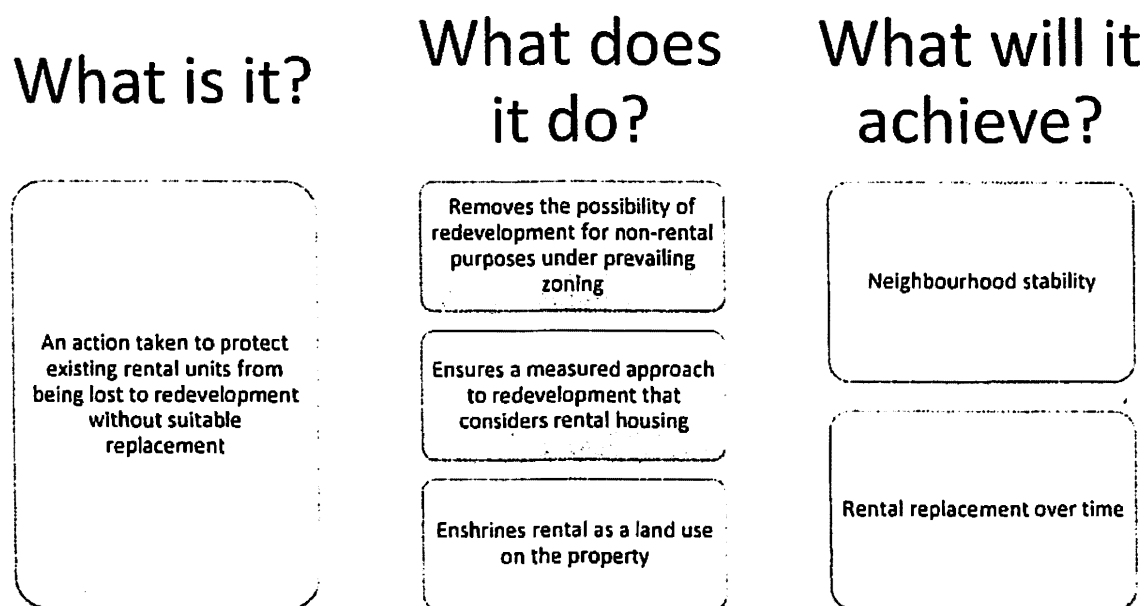 What is it?
An action taken to protect
existing rental units from
being lost to redevelopment
without suitable
replacement
What does
it do?
Removes the possibility of
redevelopment for non-rental
purposes under prevailing
zoning
Ensures a measured approach
to redevelopment that
considers rental housing
Enshrines rental as a land use
on the property
What will it
achieve?
Neighbourhood stability
Rental replacement over time